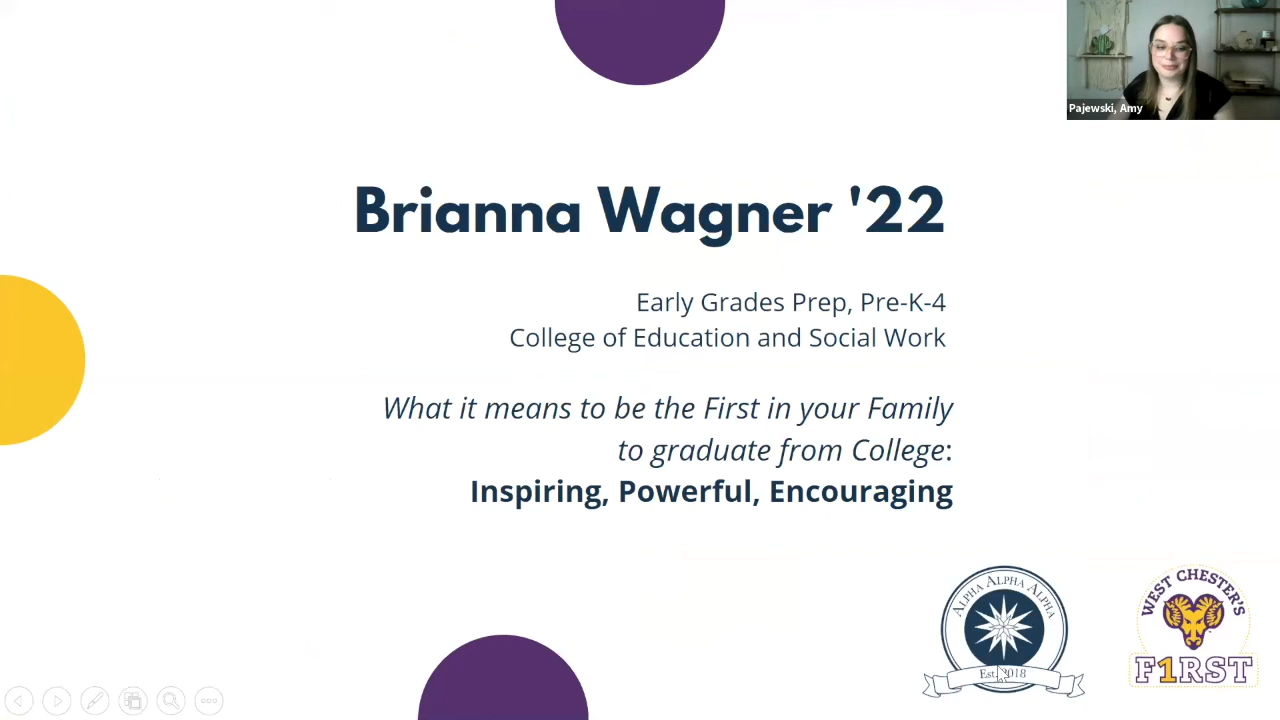 Pajewski, Amy
Brianna Wagner '22
Early Grades Prep, Pre-K-4
College of Education and Social Work
What it means to be the First in your Family
to graduate from College:
Inspiring, Powerful, Encouraging
ALPHA ALPHA ALPHA
Est. 2018
WEST CHESTER'S
F1RST